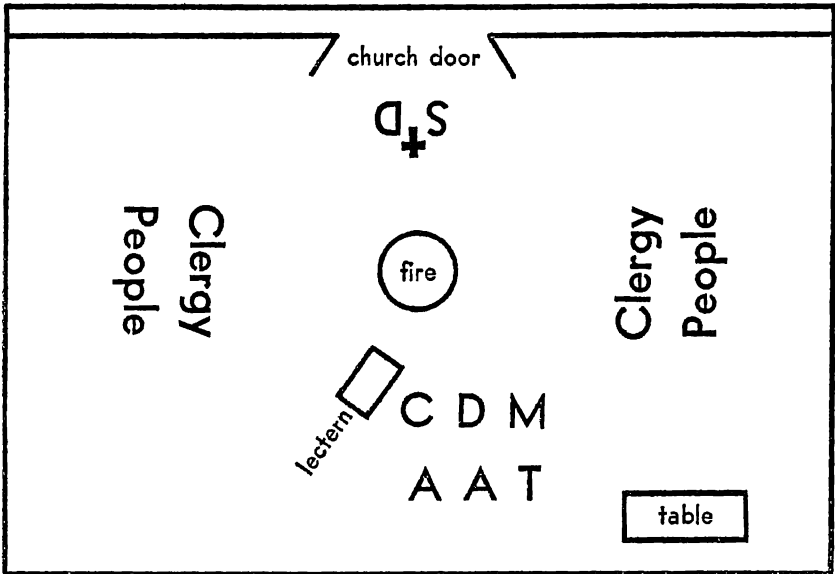 church door
S D
Clergy
People
fire
Clergy
People
lectern
C D M
A A T
table